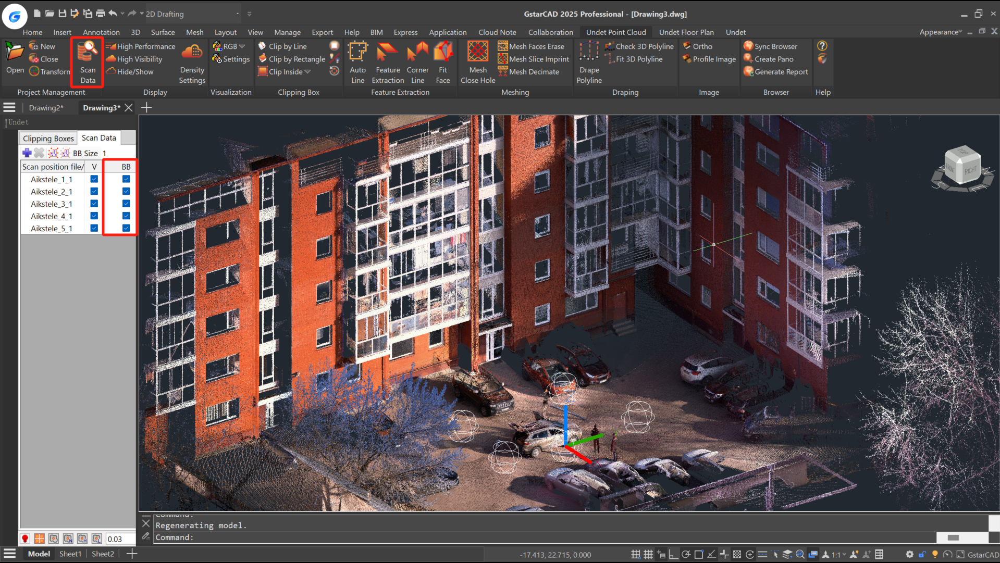 2D Drafting
GstarCAD 2025 Professional - [Drawing3.dwg]
Home Insert Annotation 3D Surface Mesh Layout View Manage Export Help BIM Express Application Cloud Note Collaboration Undet Point Cloud Undet Floor Plan Undet Appearance
Open
New
Close
Transform
Scan Data
Project Management
High Performance
High Visibility
Hide/Show
Density Settings
Display
RGB
Settings
Visualization
Clip by Line
Clip by Rectangle
Clip Inside
Clipping Box
Auto Line
Feature Extraction
Corner Line
Fit Face
Feature Extraction
Mesh Close Hole
Mesh Faces Erase
Mesh Slice Imprint
Mesh Decimate
Meshing
Drape Polyline
Check 3D Polyline
Fit 3D Polyline
Draping
Ortho
Profile Image
Image
Sync Browser
Create Pano
Generate Report
Browser
Help
Drawing2* Drawing3*
Undet
Clipping Boxes Scan Data
BB Size 1
Scan position file/ V BB
Aikstele_1_1
Aikstele_2_1
Aikstele_3_1
Aikstele_4_1
Aikstele_5_1
TOP
FRONT RIGHT
Command:
Regenerating model.
Command:
0.03
Model Sheet1 Sheet2
-17.413, 22.715, 0.000
1:1
GstarCAD